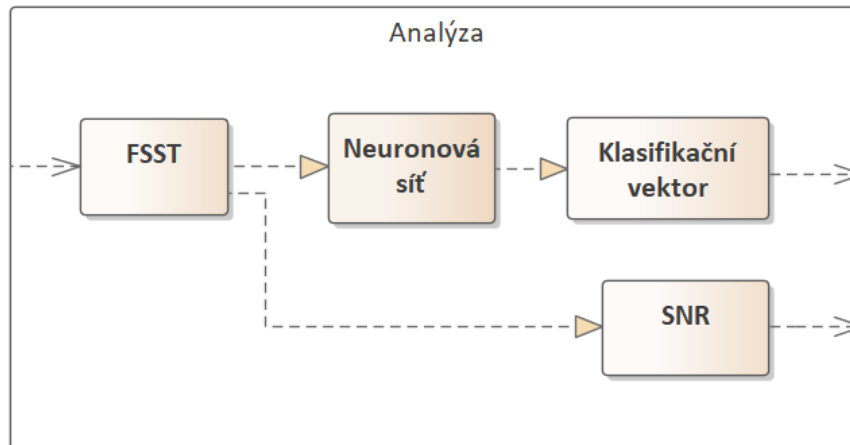 Analýza
FSST
Neuronová
síť
Klasifikační
vektor
SNR